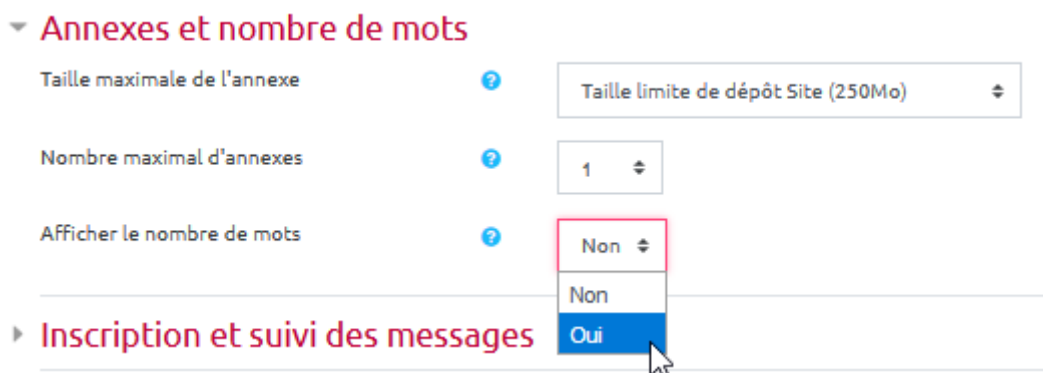 Annexes et nombre de mots
Taille maximale de l'annexe
Taille limite de dépôt Site (250Mo)
Nombre maximal d'annexes
1
Afficher le nombre de mots
Non
Non
Oui
Inscription et suivi des messages